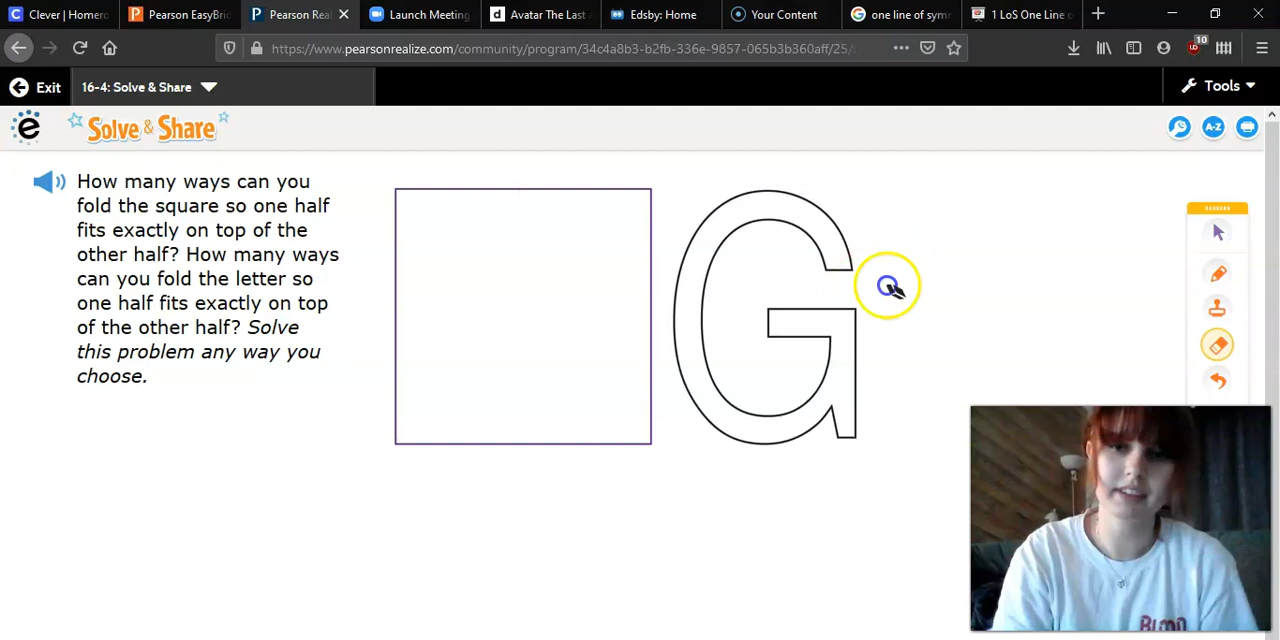 Clever | Homero
Pearson EasyBri
Pearson Rea
Launch Meeting
Avatar The Last
Edsby: Home
Your Content
one line of sym
1 LoS One Line o
https://www.pearsonrealize.com/community/program/34c4a8b3-b2fb-336e-9857-065b3b360aff/25/
10
Exit
16-4: Solve & Share
Tools
e
Solve & Share
A-Z
How many ways can you
fold the square so one half
fits exactly on top of the
other half? How many ways
can you fold the letter so
one half fits exactly on top
of the other half? Solve
this problem any way you
choose.
G